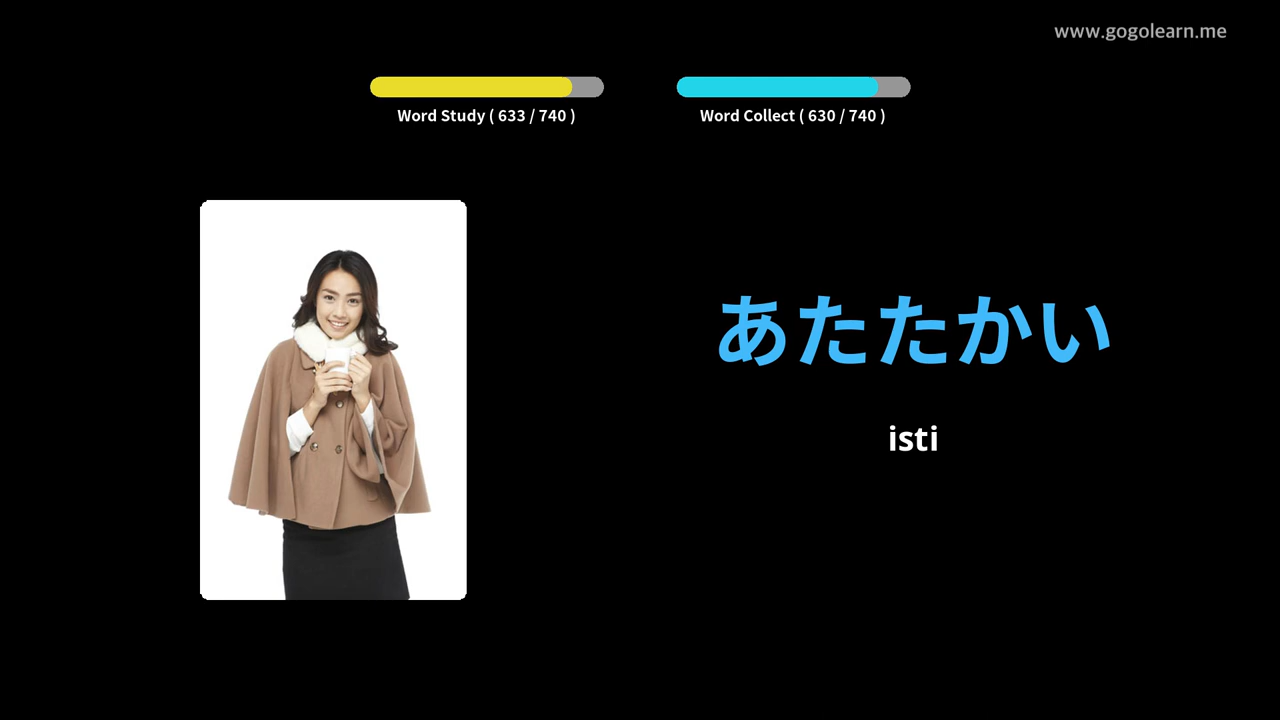 www.gogolearn.me
Word Study ( 633 / 740 )
Word Collect ( 630 / 740 )
あたたかい
isti